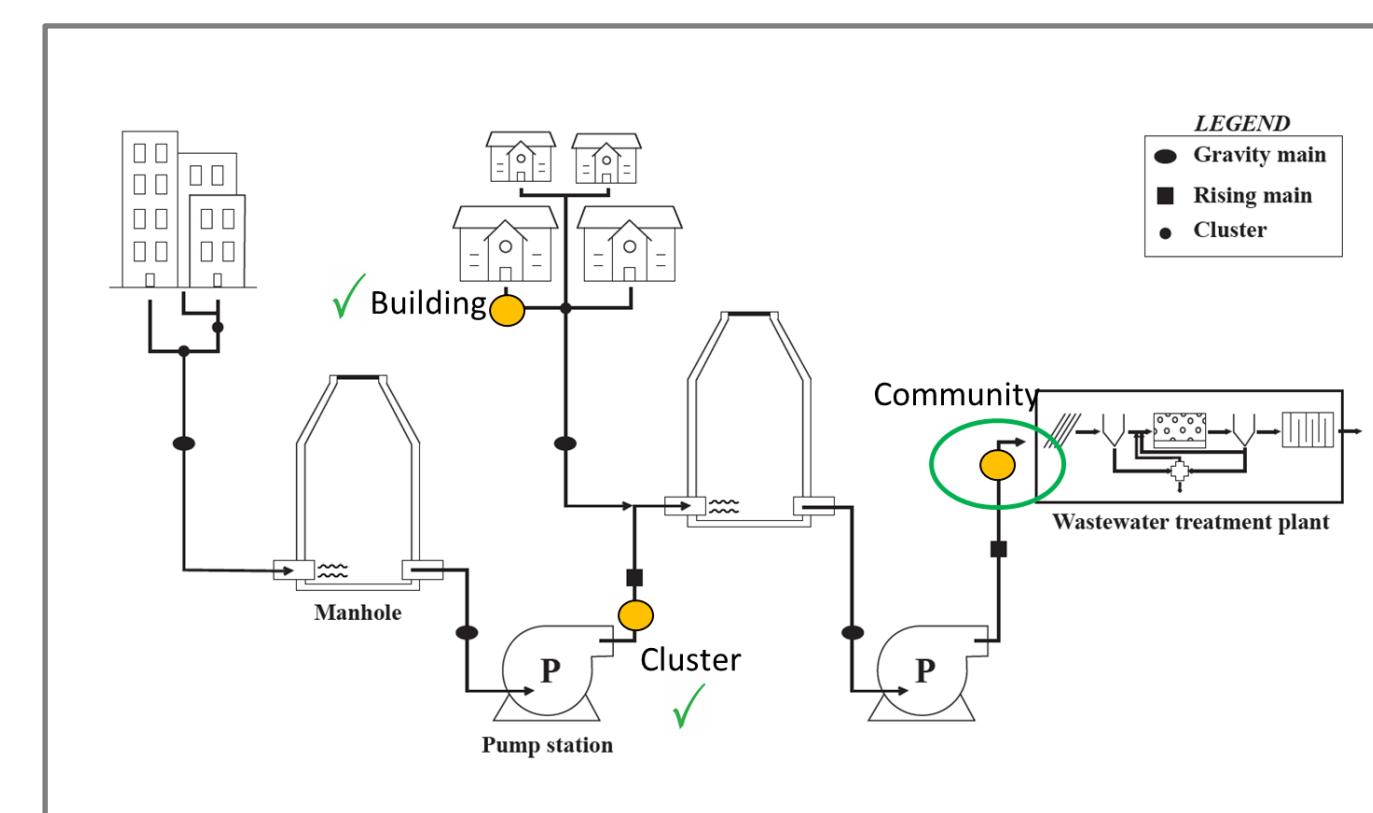 LEGEND
Gravity main
Rising main
Cluster
Building
Community
Wastewater treatment plant
Manhole
P
Cluster
P
Pump station